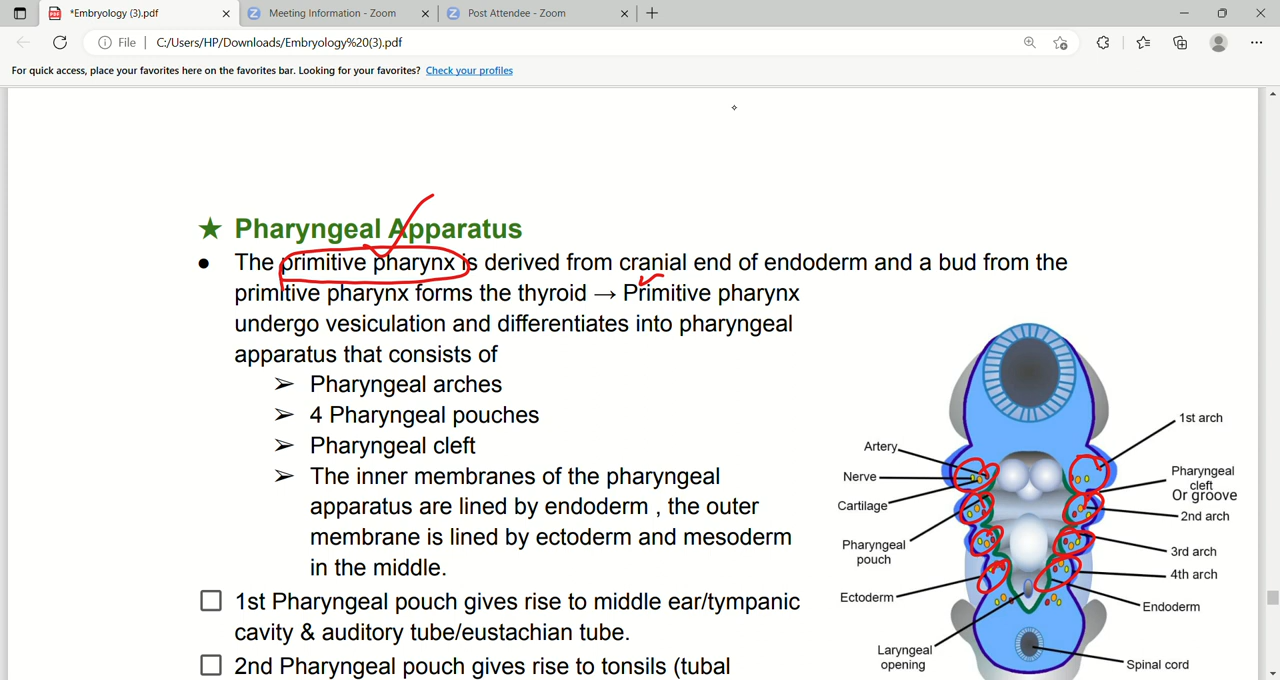 *Embryology (3).pdf
Meeting Information - Zoom
Post Attendee - Zoom
File
C:/Users/HP/Downloads/Embryology%20(3).pdf
For quick access, place your favorites here on the favorites bar. Looking for your favorites? Check your profiles
★ Pharyngeal Apparatus
● The primitive pharynx is derived from cranial end of endoderm and a bud from the
primitive pharynx forms the thyroid → Primitive pharynx
undergo vesiculation and differentiates into pharyngeal
apparatus that consists of
➢ Pharyngeal arches
➢ 4 Pharyngeal pouches
➢ Pharyngeal cleft
➢ The inner membranes of the pharyngeal
apparatus are lined by endoderm , the outer
membrane is lined by ectoderm and mesoderm
in the middle.
1st Pharyngeal pouch gives rise to middle ear/tympanic
cavity & auditory tube/eustachian tube.
2nd Pharyngeal pouch gives rise to tonsils (tubal
Artery
Nerve
Cartilage
Pharyngeal
pouch
Ectoderm
Laryngeal
opening
1st arch
Pharyngeal
cleft
Or groove
2nd arch
3rd arch
4th arch
Endoderm
Spinal cord